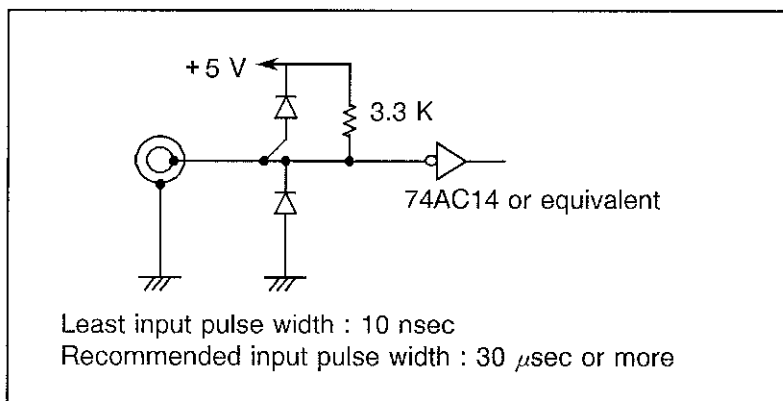 +5 V
3.3 K
74AC14 or equivalent
Least input pulse width : 10 nsec
Recommended input pulse width : 30 μsec or more